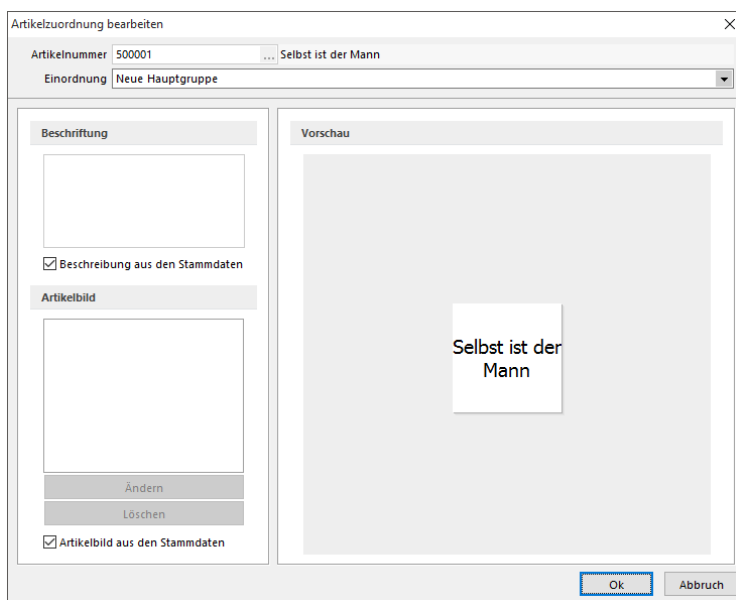 Artikelzuordnung bearbeiten
Artikelnummer 500001 ... Selbst ist der Mann
Einordnung Neue Hauptgruppe
Beschriftung
Beschreibung aus den Stammdaten
Artikelbild
Ändern
Löschen
Artikelbild aus den Stammdaten
Vorschau
Selbst ist der
Mann
Ok Abbruch